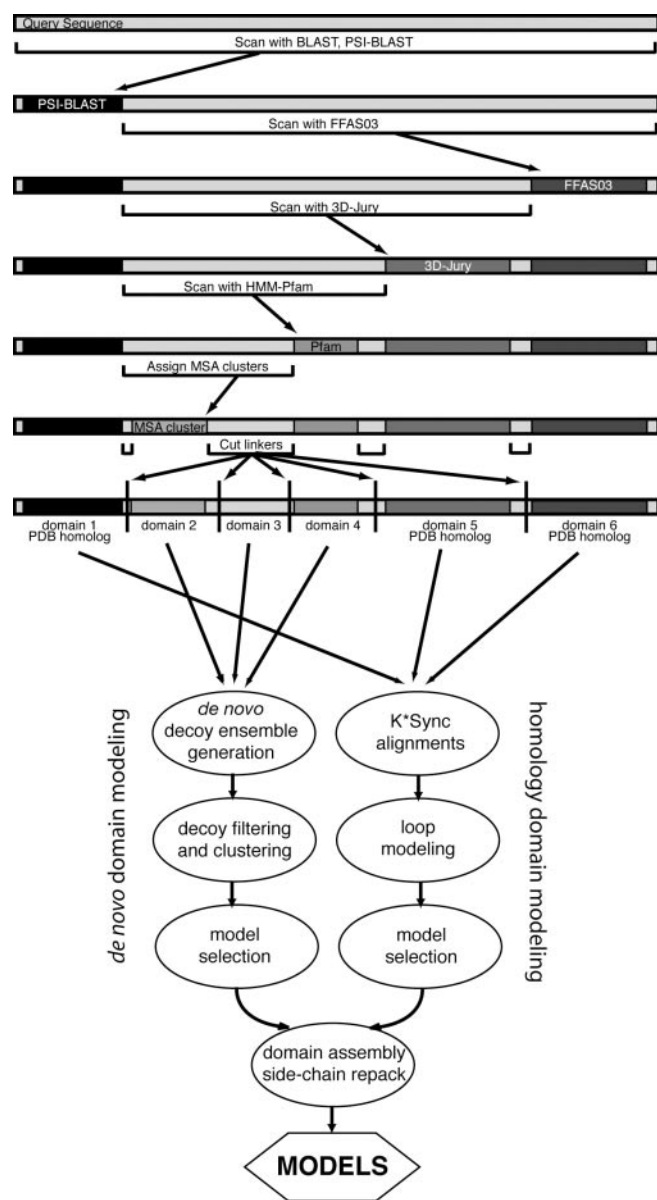 Query Sequence
Scan with BLAST, PSI-BLAST
PSI-BLAST
Scan with FFAS03
FFAS03
Scan with 3D-Jury
3D-Jury
Scan with HMM-Pfam
Pfam
Assign MSA clusters
MSA cluster
Cut linkers
domain 1
PDB homolog
domain 2
domain 3
domain 4
domain 5
PDB homolog
domain 6
PDB homolog
de novo domain modeling
de novo
decoy ensemble
generation
K*Sync
alignments
homology domain modeling
decoy filtering
and clustering
loop
modeling
model
selection
model
selection
domain assembly
side-chain repack
MODELS